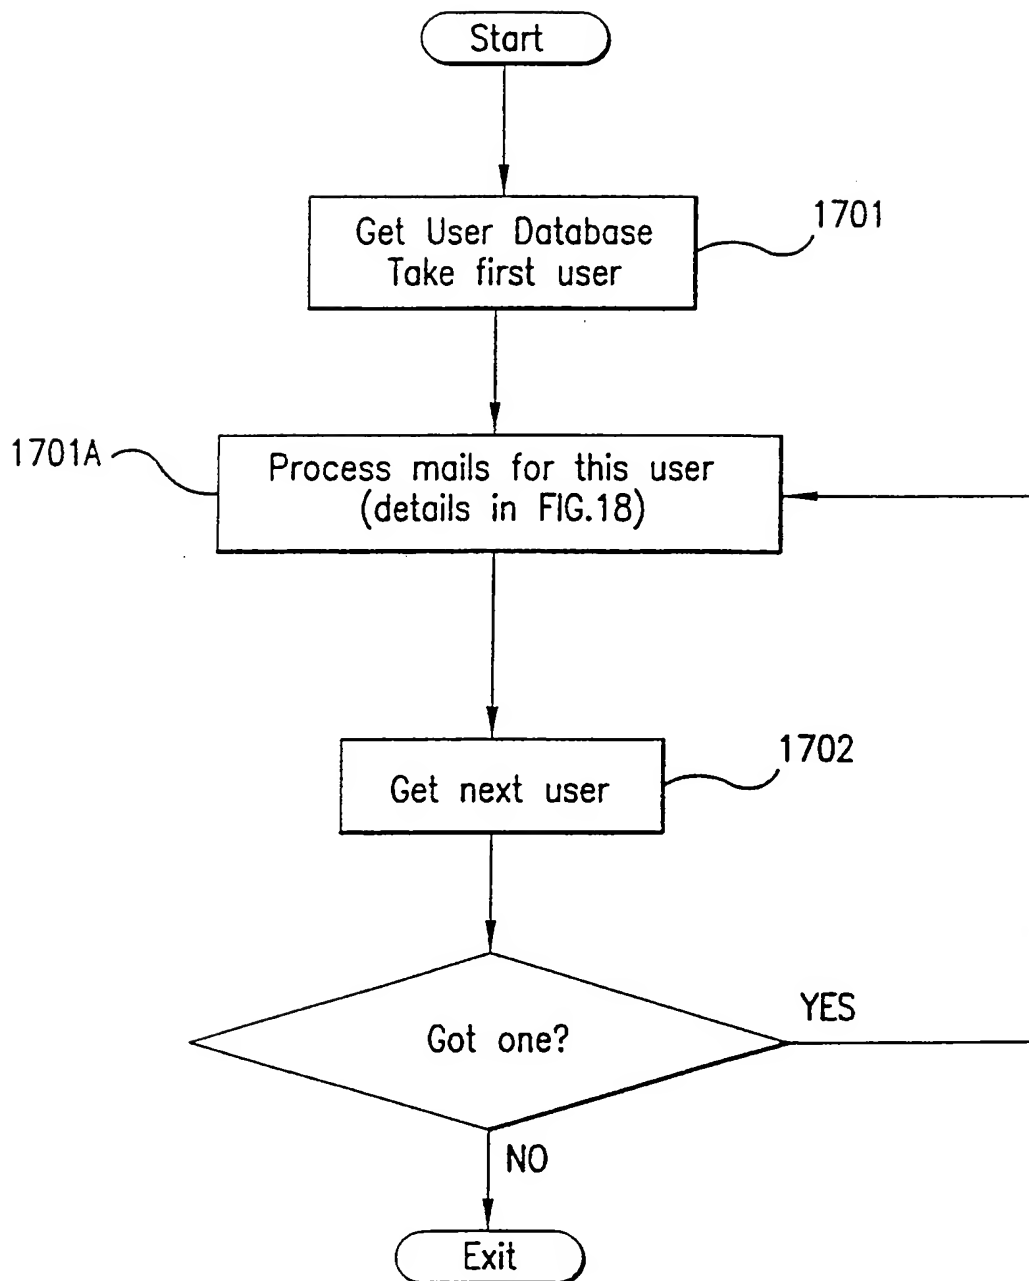 Start
Get User Database
Take first user
1701
1701A
Process mails for this user
(details in FIG.18)
Get next user
1702
Got one?
YES
NO
Exit